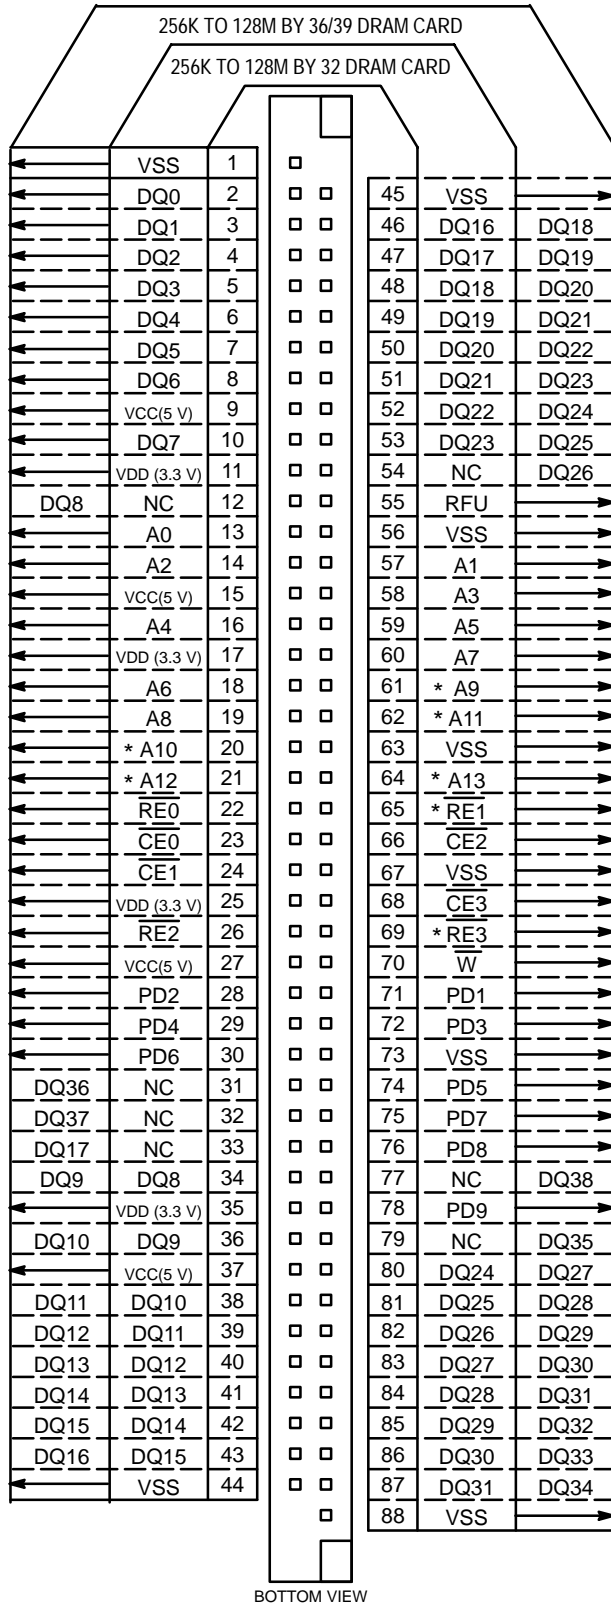 256K TO 128M BY 36/39 DRAM CARD
256K TO 128M BY 32 DRAM CARD
VSS 1
DQ0 2 45 VSS
DQ1 3 46 DQ16 DQ18
DQ2 4 47 DQ17 DQ19
DQ3 5 48 DQ18 DQ20
DQ4 6 49 DQ19 DQ21
DQ5 7 50 DQ20 DQ22
DQ6 8 51 DQ21 DQ23
VCC(5 V) 9 52 DQ22 DQ24
DQ7 10 53 DQ23 DQ25
VDD (3.3 V) 11 54 NC DQ26
DQ8 NC 12 55 RFU
A0 13 56 VSS
A2 14 57 A1
VCC(5 V) 15 58 A3
A4 16 59 A5
VDD (3.3 V) 17 60 A7
A6 18 61 * A9
A8 19 62 * A11
* A10 20 63 VSS
* A12 21 64 * A13
R̅E̅0̅ 22 65 * R̅E̅1̅
C̅E̅0̅ 23 66 C̅E̅2̅
C̅E̅1̅ 24 67 VSS
VDD (3.3 V) 25 68 C̅E̅3̅
R̅E̅2̅ 26 69 * R̅E̅3̅
VCC(5 V) 27 70 W̅
PD2 28 71 PD1
PD4 29 72 PD3
PD6 30 73 VSS
DQ36 NC 31 74 PD5
DQ37 NC 32 75 PD7
DQ17 NC 33 76 PD8
DQ9 DQ8 34 77 NC DQ38
VDD (3.3 V) 35 78 PD9
DQ10 DQ9 36 79 NC DQ35
VCC(5 V) 37 80 DQ24 DQ27
DQ11 DQ10 38 81 DQ25 DQ28
DQ12 DQ11 39 82 DQ26 DQ29
DQ13 DQ12 40 83 DQ27 DQ30
DQ14 DQ13 41 84 DQ28 DQ31
DQ15 DQ14 42 85 DQ29 DQ32
DQ16 DQ15 43 86 DQ30 DQ33
VSS 44 87 DQ31 DQ34
88 VSS
BOTTOM VIEW